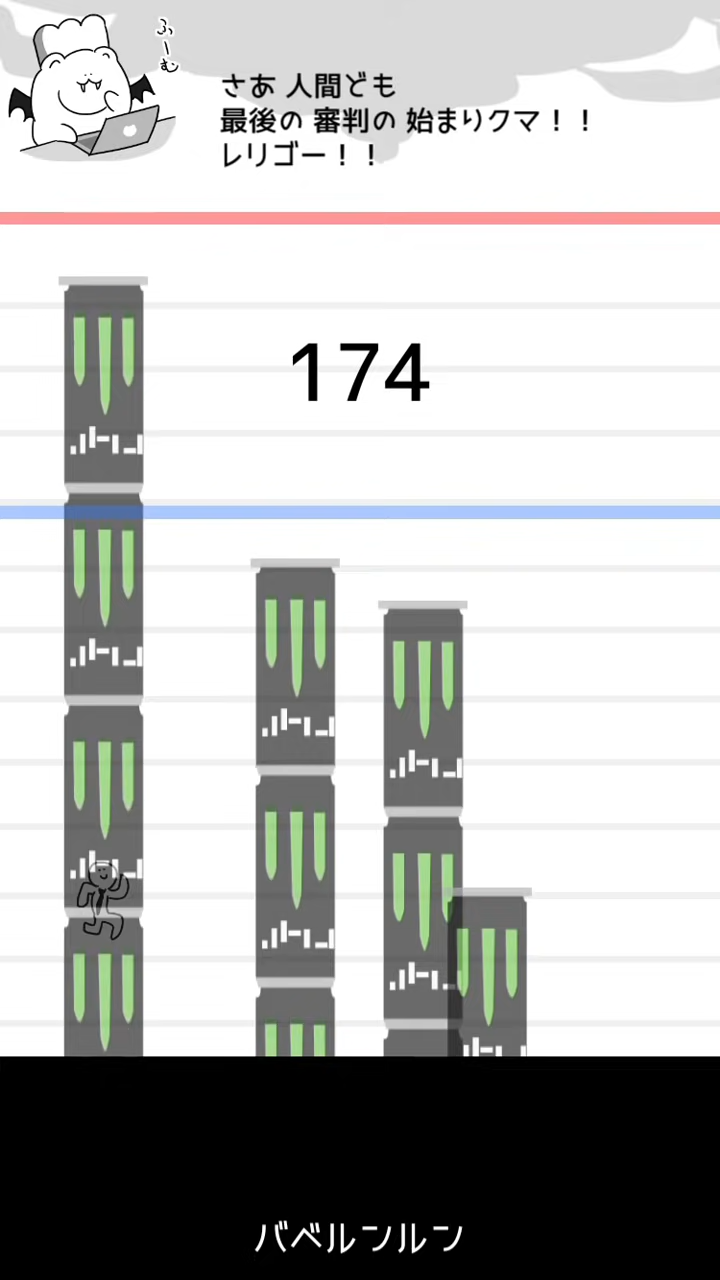 ふーむ
さあ 人間ども
最後の 審判の 始まりクマ！！
レリゴー！！
174
バベルンルン